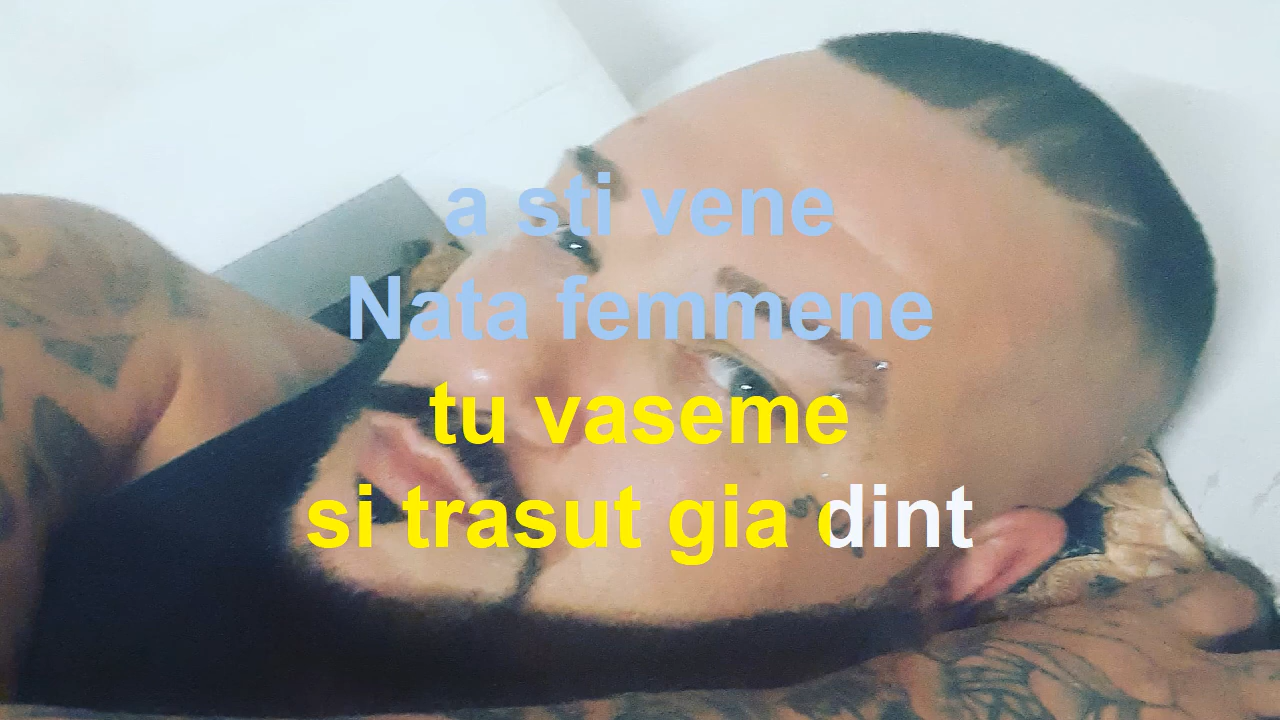 a sti vene
Nata femmene
tu vaseme
si trasut gia dint